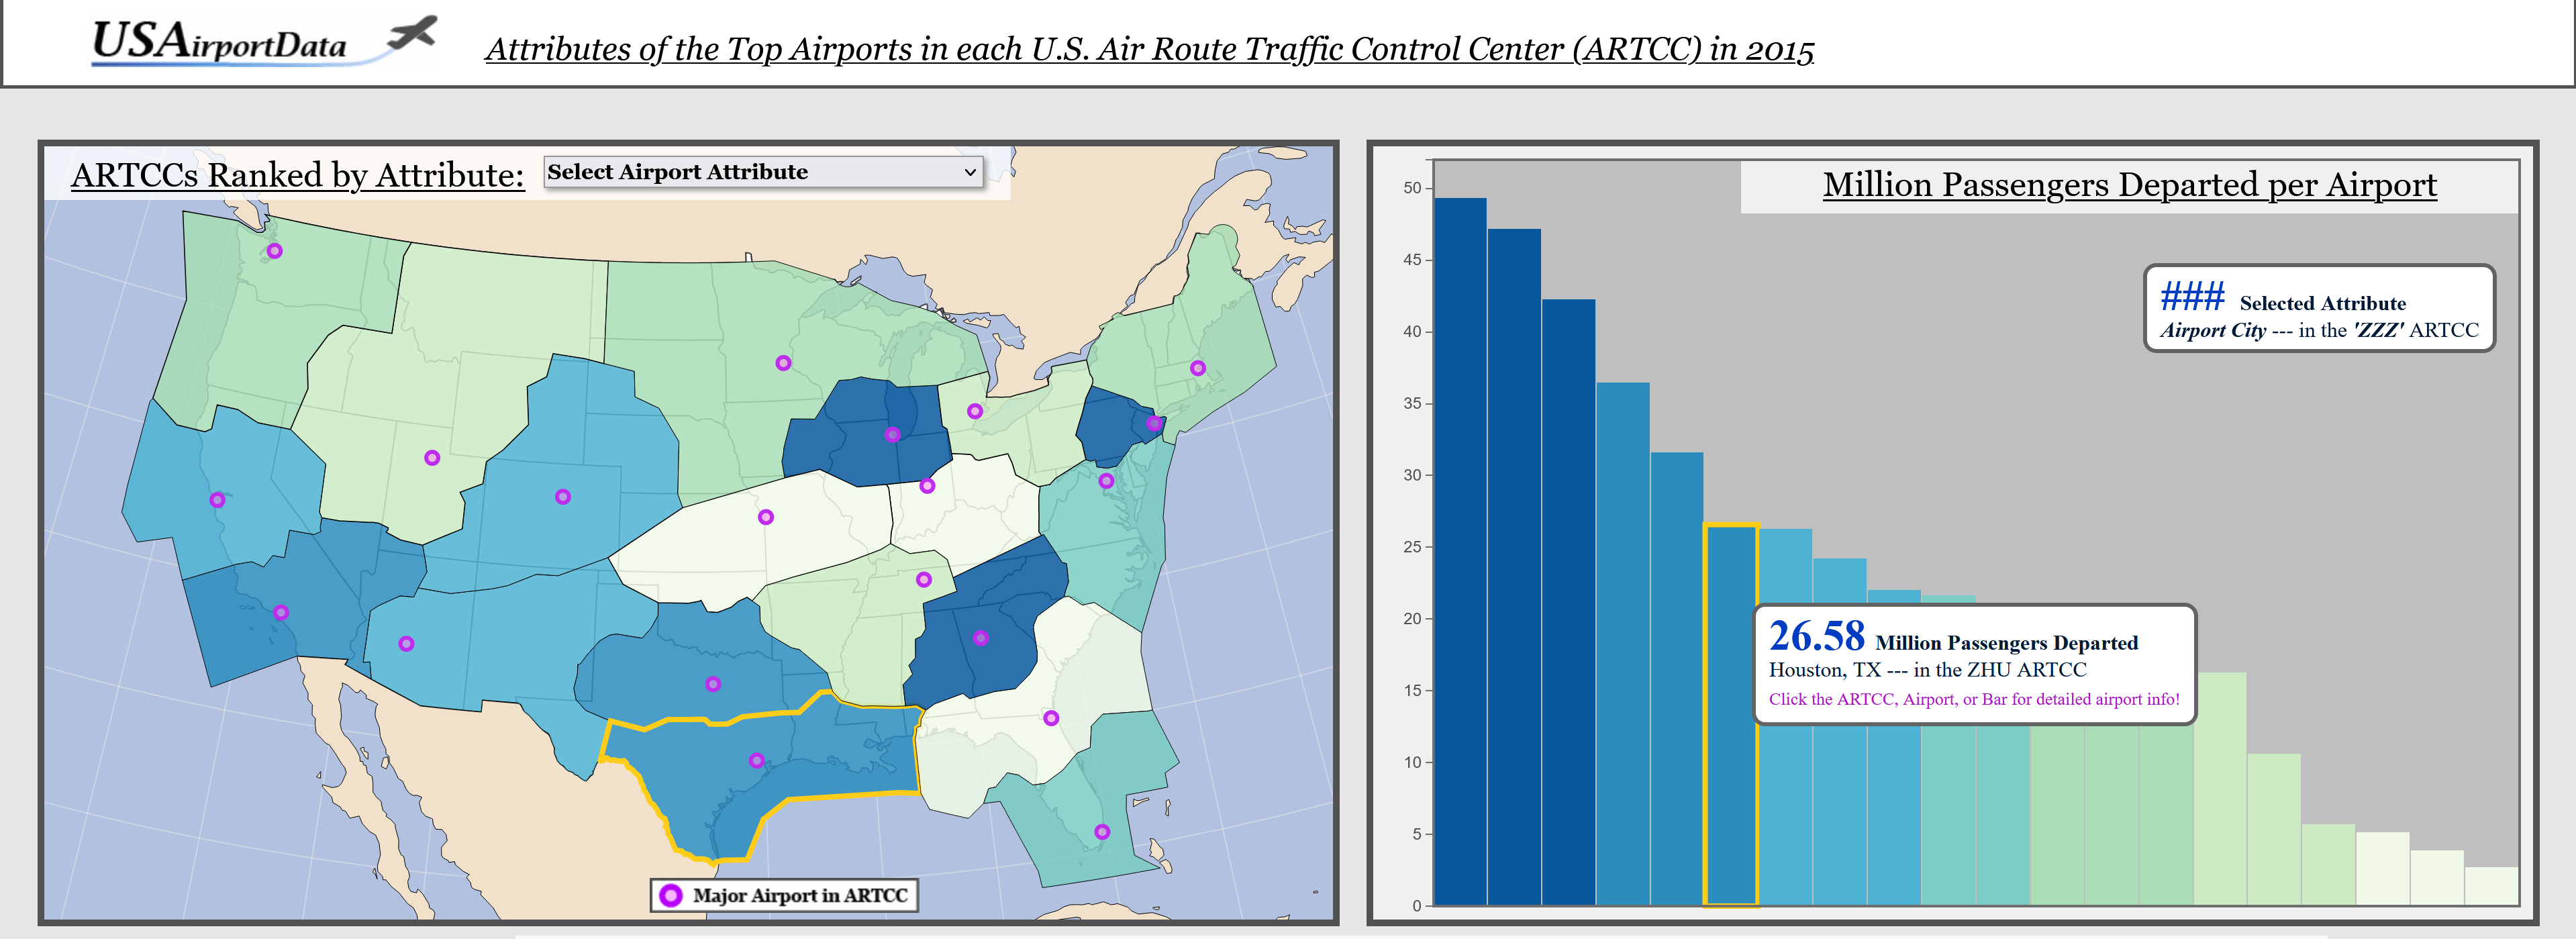 USAirportData
Attributes of the Top Airports in each U.S. Air Route Traffic Control Center (ARTCC) in 2015
ARTCCs Ranked by Attribute:
Select Airport Attribute
Major Airport in ARTCC
Million Passengers Departed per Airport
50
45
40
35
30
25
20
15
10
5
0
### Selected Attribute
Airport City --- in the 'ZZZ' ARTCC
26.58 Million Passengers Departed
Houston, TX --- in the ZHU ARTCC
Click the ARTCC, Airport, or Bar for detailed airport info!